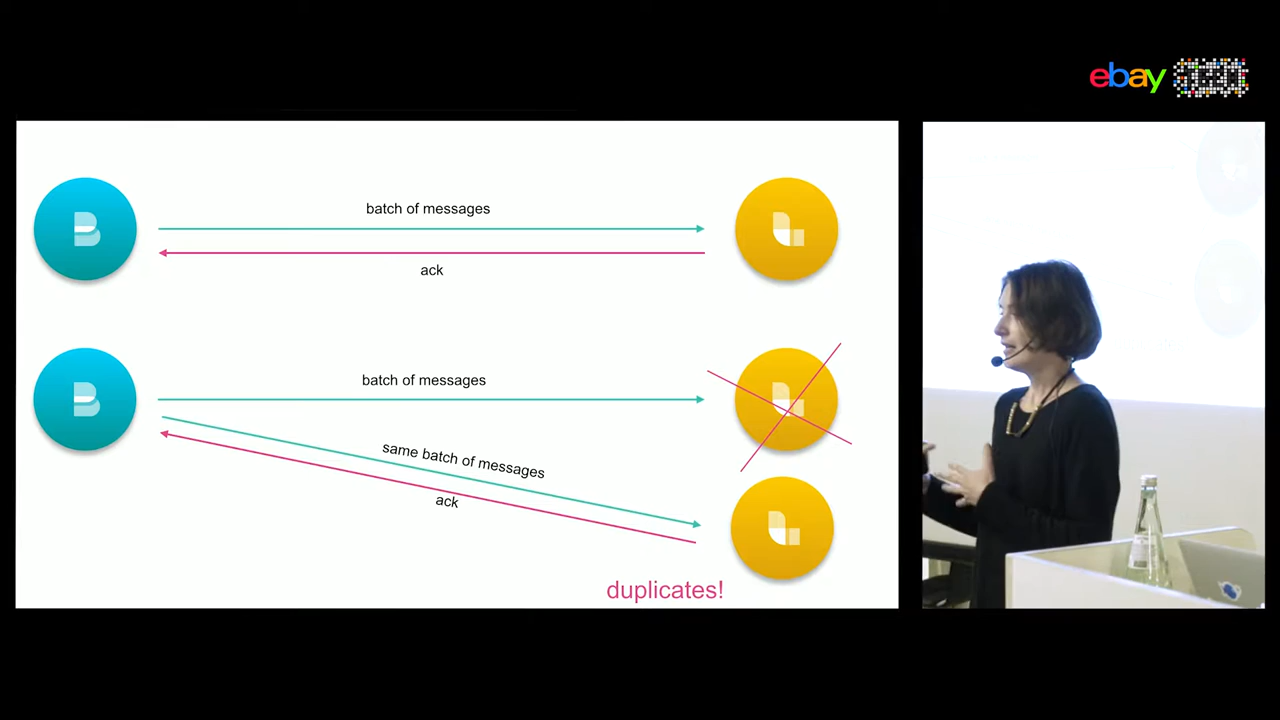 ebay
batch of messages
ack
batch of messages
same batch of messages
ack
duplicates!